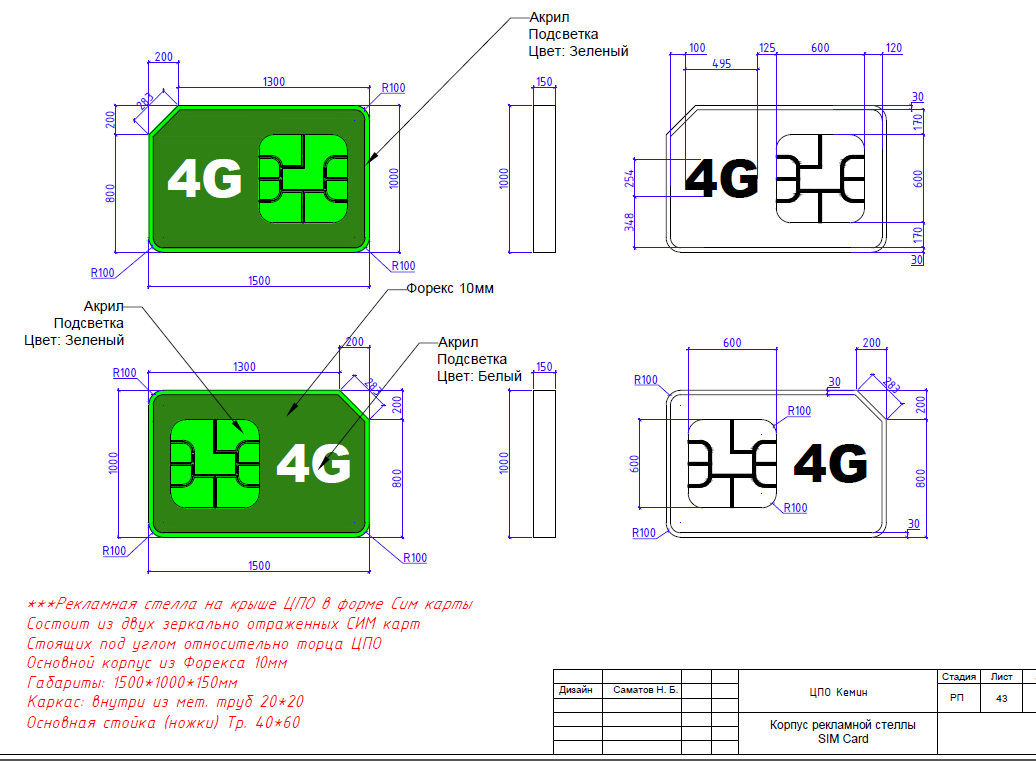 Акрил
Подсветка
Цвет: Зеленый
200
1300
R100
283
200
800
1000
4G
R100
R100
1500
150
1000
100
125
600
120
495
30
170
600
170
30
254
348
4G
Форекс 10мм
Акрил
Подсветка
Цвет: Зеленый
Акрил
Подсветка
Цвет: Белый
200
1300
R100
283
200
1000
800
4G
R100
R100
1500
150
1000
600
200
R100
30
283
R100
200
600
800
4G
R100
R100
30
***Рекламная стелла на крыше ЦПО в форме Сим карты
Состоит из двух зеркально отраженных СИМ карт
Стоящих под углом относительно торца ЦПО
Основной корпус из Форекса 10мм
Габариты: 1500*1000*150мм
Каркас: внутри из мет. труб 20*20
Основная стойка (ножки) Тр. 40*60
Дизайн
Саматов Н. Б.
ЦПО Кемин
Стадия
Лист
РП
43
Корпус рекламной стеллы
SIM Card